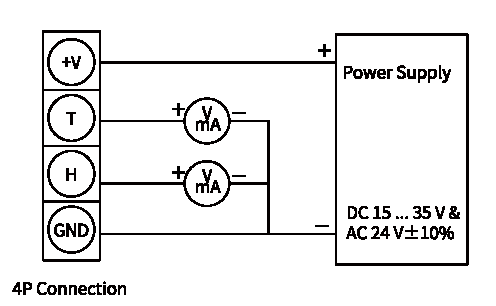 +V
+
Power Supply
T
+
V
mA
−
H
+
V
mA
−
GND
−
DC 15 ... 35 V &
AC 24 V±10%
4P Connection